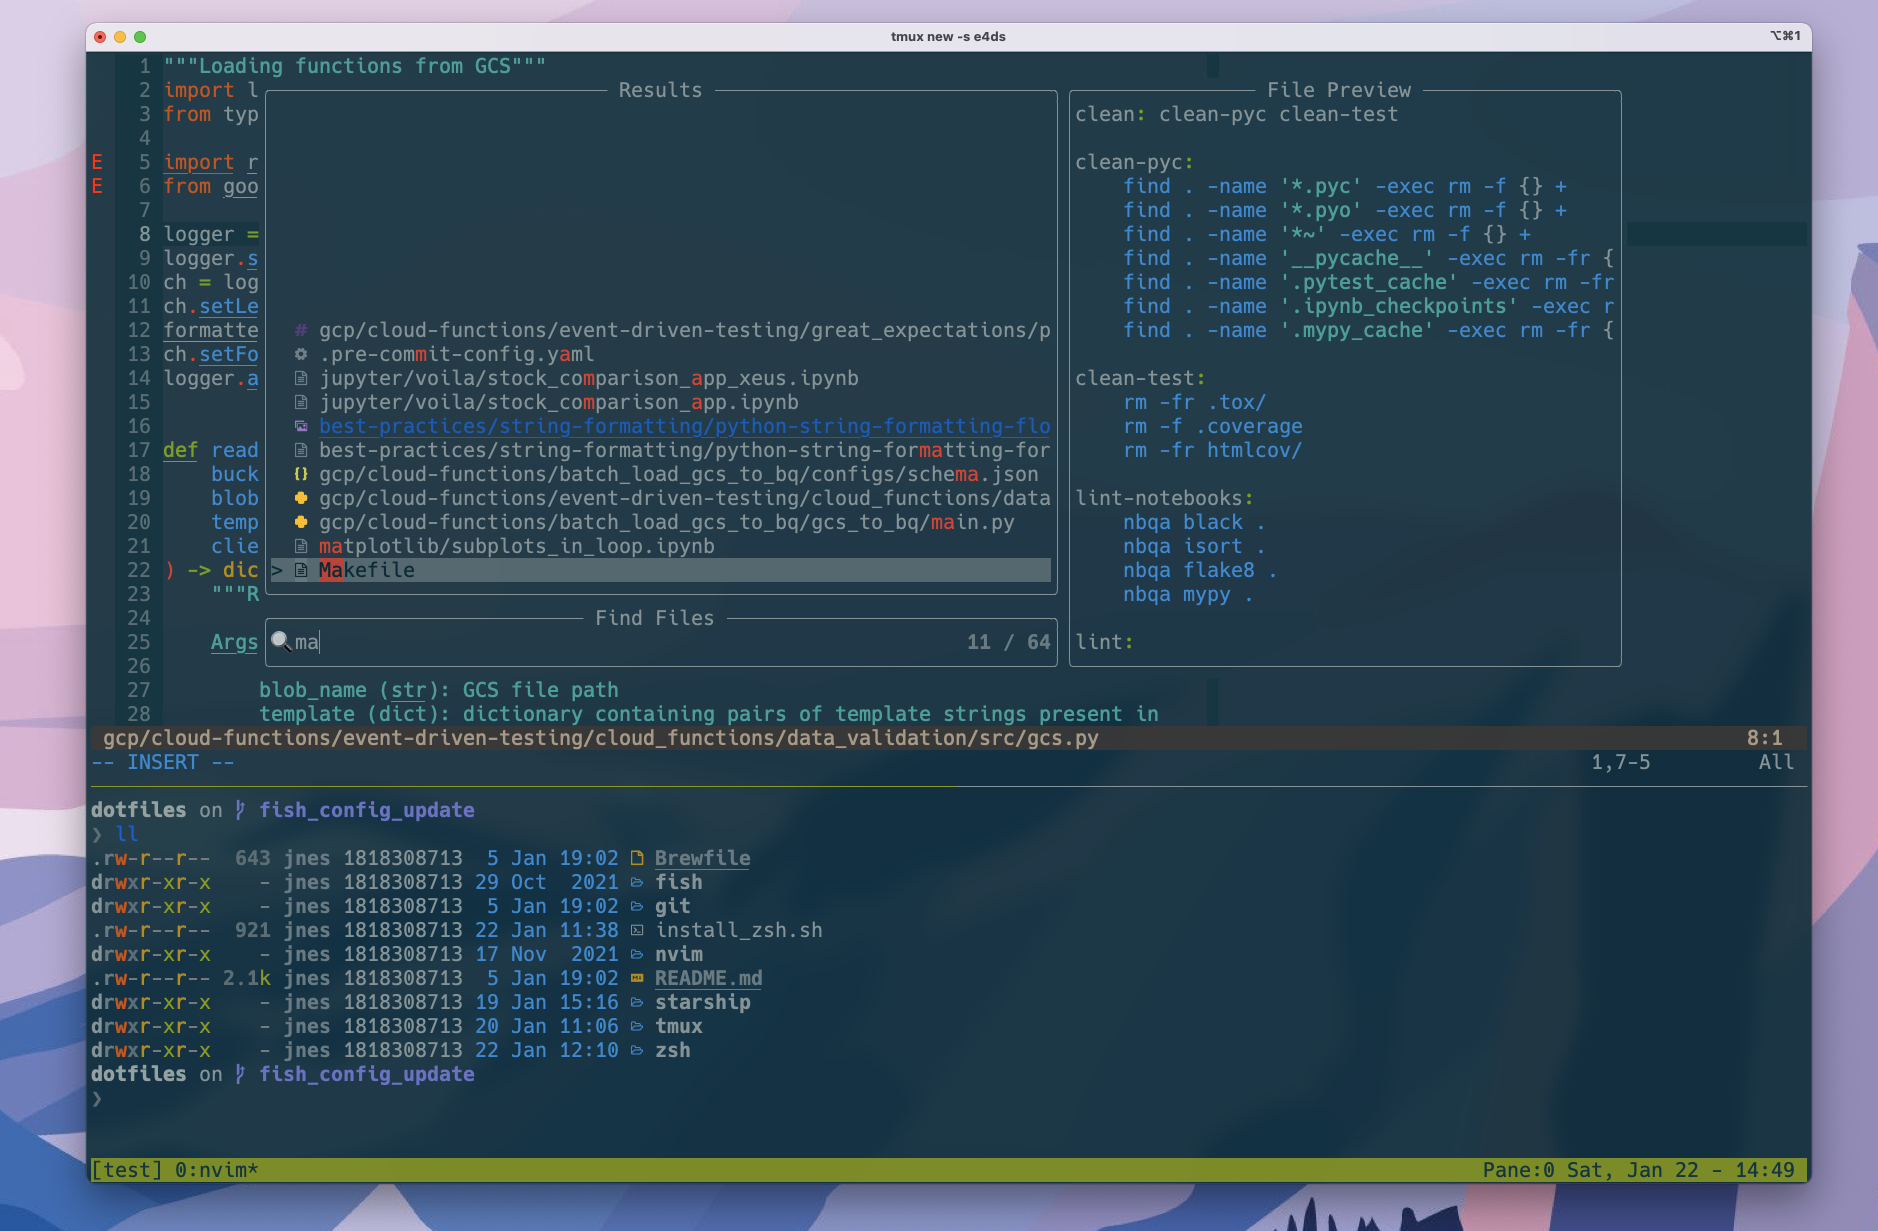 tmux new -s e4ds
⌥⌘1
1 """Loading functions from GCS"""
2 import l
3 from typ
4
E 5 import r
E 6 from goo
7
8 logger =
9 logger.s
10 ch = log
11 ch.setLe
12 formatte
13 ch.setFo
14 logger.a
15
16
17 def read
18 buck
19 blob
20 temp
21 clie
22 ) -> dic
23 """R
24
25 Args
26
27 blob_name (str): GCS file path
28 template (dict): dictionary containing pairs of template strings present in
Results
# gcp/cloud-functions/event-driven-testing/great_expectations/p
.pre-commit-config.yaml
jupyter/voila/stock_comparison_app_xeus.ipynb
jupyter/voila/stock_comparison_app.ipynb
best-practices/string-formatting/python-string-formatting-flo
best-practices/string-formatting/python-string-formatting-for
{} gcp/cloud-functions/batch_load_gcs_to_bq/configs/schema.json
gcp/cloud-functions/event-driven-testing/cloud_functions/data
gcp/cloud-functions/batch_load_gcs_to_bq/gcs_to_bq/main.py
matplotlib/subplots_in_loop.ipynb
> Makefile
Find Files
ma 11 / 64
File Preview
clean: clean-pyc clean-test
clean-pyc:
find . -name '*.pyc' -exec rm -f {} +
find . -name '*.pyo' -exec rm -f {} +
find . -name '*~' -exec rm -f {} +
find . -name '__pycache__' -exec rm -fr {
find . -name '.pytest_cache' -exec rm -fr
find . -name '.ipynb_checkpoints' -exec r
find . -name '.mypy_cache' -exec rm -fr {
clean-test:
rm -fr .tox/
rm -f .coverage
rm -fr htmlcov/
lint-notebooks:
nbqa black .
nbqa isort .
nbqa flake8 .
nbqa mypy .
lint:
gcp/cloud-functions/event-driven-testing/cloud_functions/data_validation/src/gcs.py 8:1
-- INSERT -- 1,7-5 All
dotfiles on fish_config_update
❯ ll
.rw-r--r-- 643 jnes 1818308713 5 Jan 19:02 Brewfile
drwxr-xr-x - jnes 1818308713 29 Oct 2021 fish
drwxr-xr-x - jnes 1818308713 5 Jan 19:02 git
.rw-r--r-- 921 jnes 1818308713 22 Jan 11:38 install_zsh.sh
drwxr-xr-x - jnes 1818308713 17 Nov 2021 nvim
.rw-r--r-- 2.1k jnes 1818308713 5 Jan 19:02 README.md
drwxr-xr-x - jnes 1818308713 19 Jan 15:16 starship
drwxr-xr-x - jnes 1818308713 20 Jan 11:06 tmux
drwxr-xr-x - jnes 1818308713 22 Jan 12:10 zsh
dotfiles on fish_config_update
❯
[test] 0:nvim* Pane:0 Sat, Jan 22 - 14:49